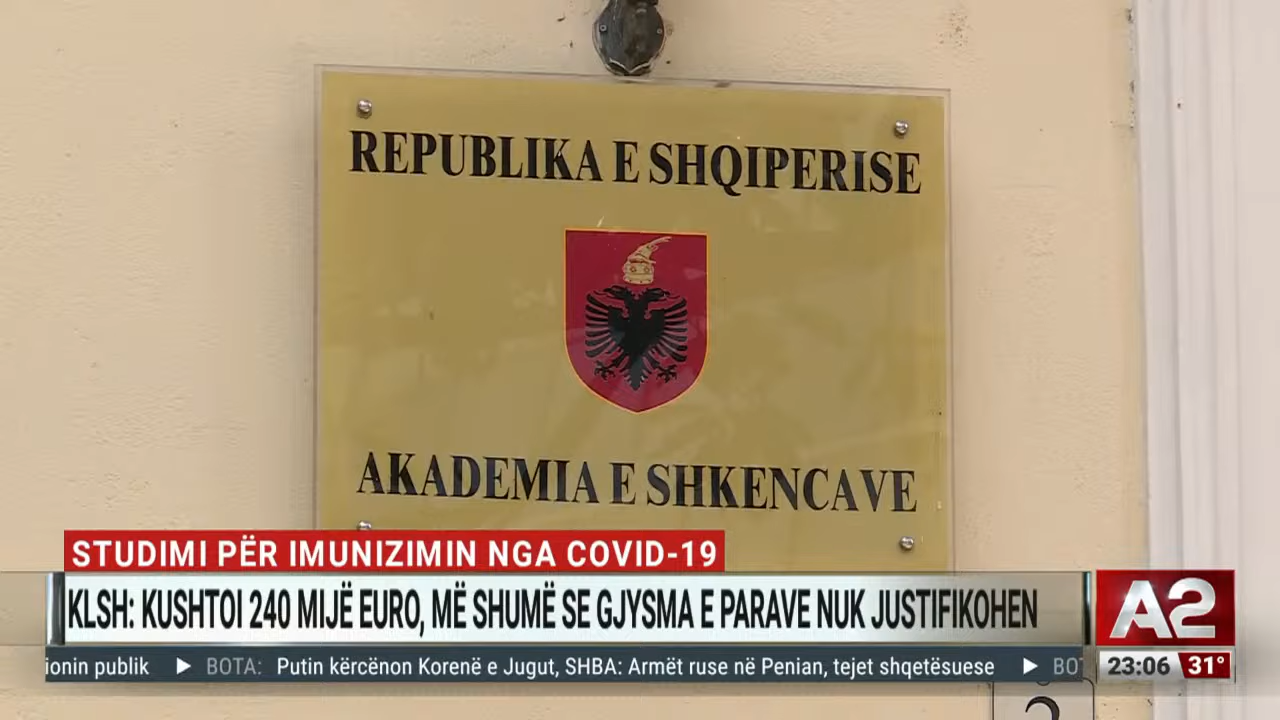 REPUBLIKA E SHQIPERISE
AKADEMIA E SHKENCAVE
STUDIMI PËR IMUNIZIMIN NGA COVID-19
KLSH: KUSHTOI 240 MIJË EURO, MË SHUMË SE GJYSMA E PARAVE NUK JUSTIFIKOHEN
A2
ionin publik ▶ BOTA: Putin kërcënon Korenë e Jugut, SHBA: Armët ruse në Penian, tejet shqetësuese ▶ BOT
23:06 31°
2